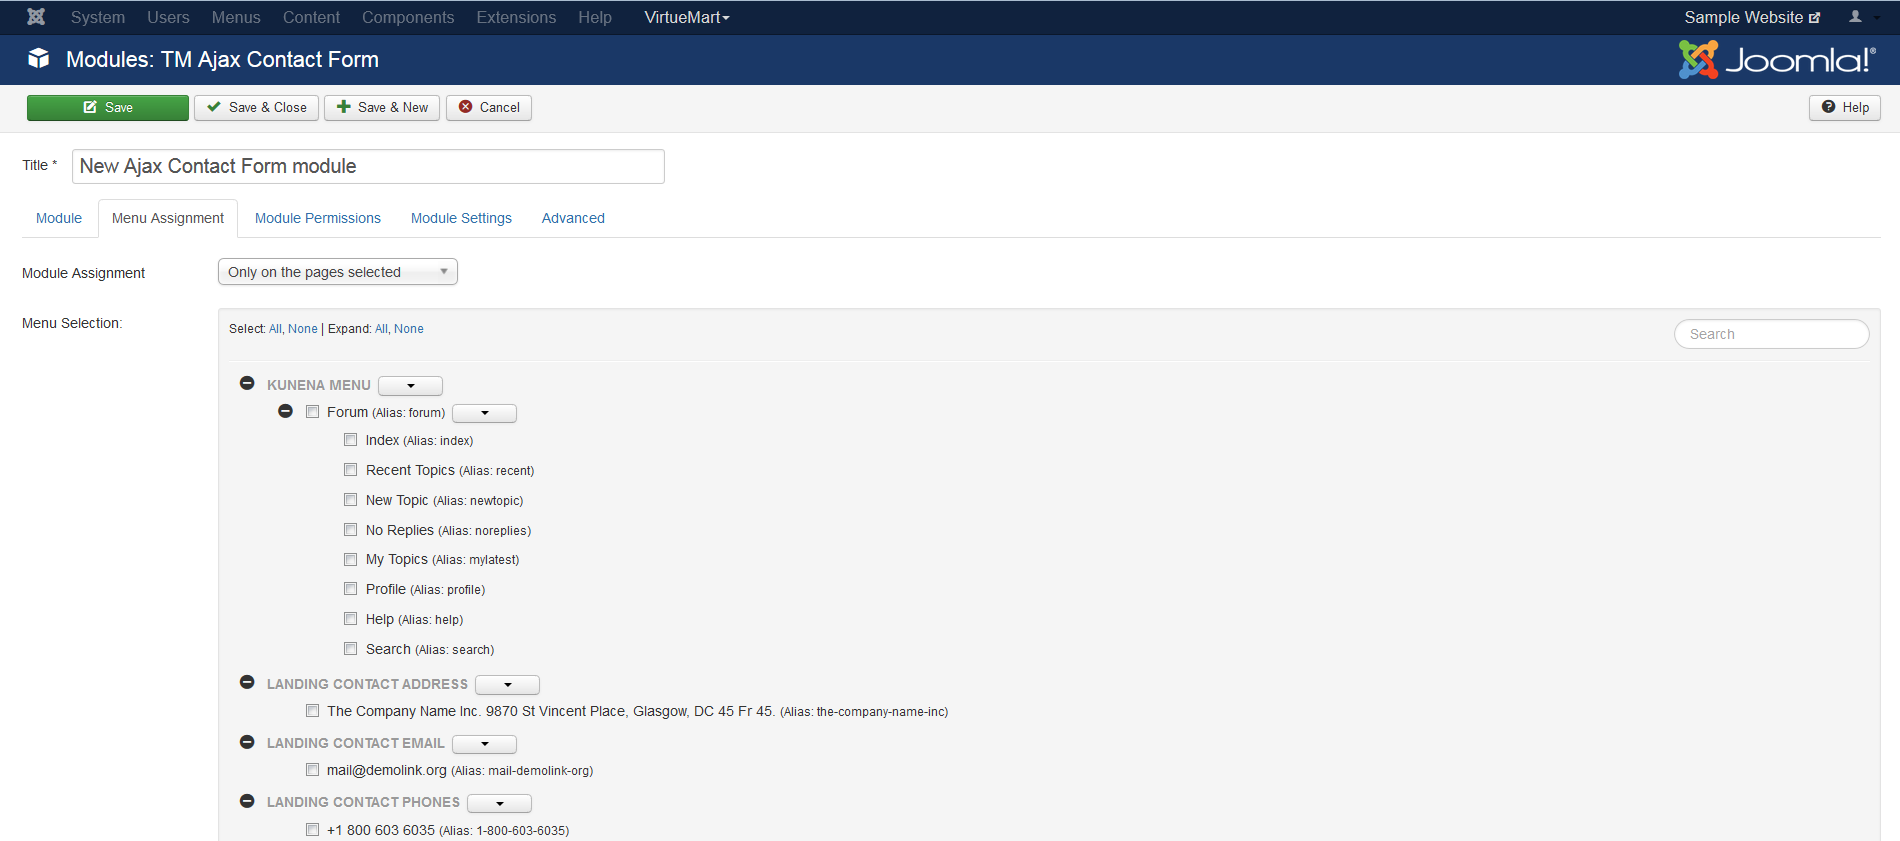 System Users Menus Content Components Extensions Help VirtueMart Sample Website
Modules: TM Ajax Contact Form Joomla!®
Save Save & Close Save & New Cancel Help
Title * New Ajax Contact Form module
Module Menu Assignment Module Permissions Module Settings Advanced
Module Assignment Only on the pages selected
Menu Selection: Select: All, None | Expand: All, None Search
KUNENA MENU
Forum (Alias: forum)
Index (Alias: index)
Recent Topics (Alias: recent)
New Topic (Alias: newtopic)
No Replies (Alias: noreplies)
My Topics (Alias: mylatest)
Profile (Alias: profile)
Help (Alias: help)
Search (Alias: search)
LANDING CONTACT ADDRESS
The Company Name Inc. 9870 St Vincent Place, Glasgow, DC 45 Fr 45. (Alias: the-company-name-inc)
LANDING CONTACT EMAIL
mail@demolink.org (Alias: mail-demolink-org)
LANDING CONTACT PHONES
+1 800 603 6035 (Alias: 1-800-603-6035)